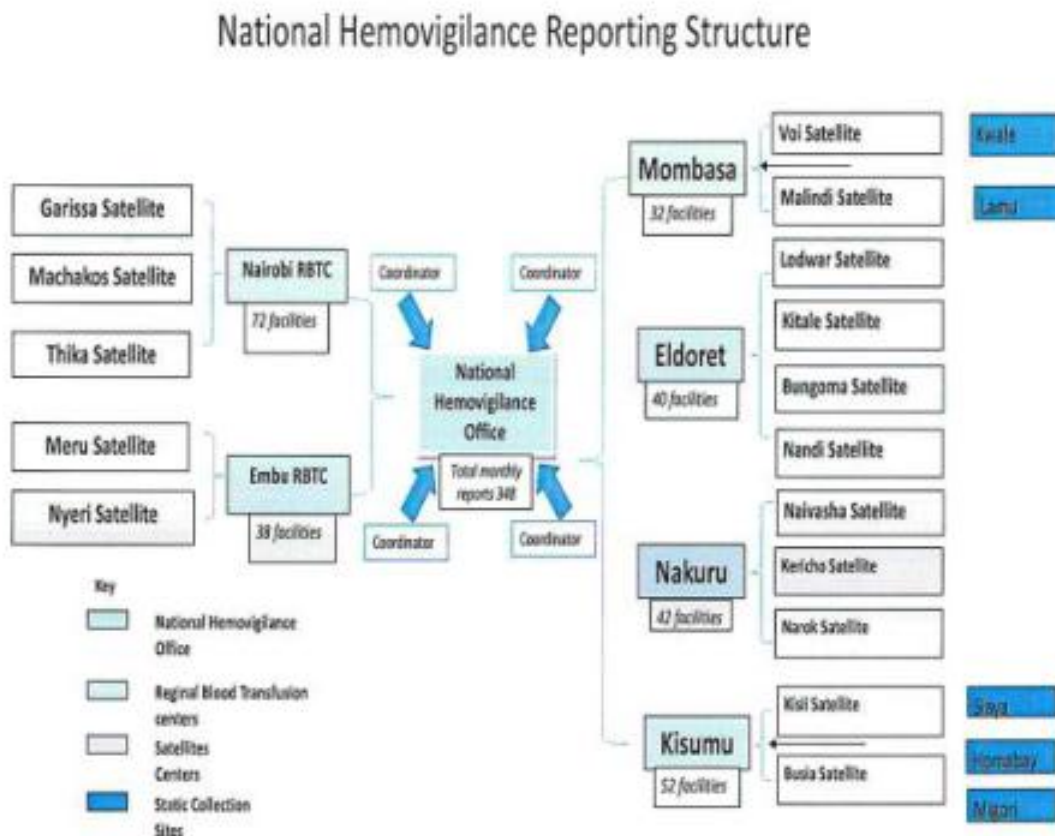 National Hemovigilance Reporting Structure
Garissa Satellite
Machakos Satellite
Thika Satellite
Nairobi RBTC
72 facilities
Meru Satellite
Nyeri Satellite
Embu RBTC
38 facilities
Coordinator
Coordinator
National
Hemovigilance
Office
Total monthly
reports 348
Coordinator
Coordinator
Mombasa
32 facilities
Voi Satellite
Malindi Satellite
Kwale
Lamu
Eldoret
40 facilities
Lodwar Satellite
Kitale Satellite
Bungoma Satellite
Nandi Satellite
Nakuru
42 facilities
Naivasha Satellite
Kericho Satellite
Narok Satellite
Kisumu
52 facilities
Kisii Satellite
Busia Satellite
Siaya
Homabay
Migori
Key
National Hemovigilance
Office
Reginal Blood Transfusion
centers
Satellites
Centers
Static Collection
Sites